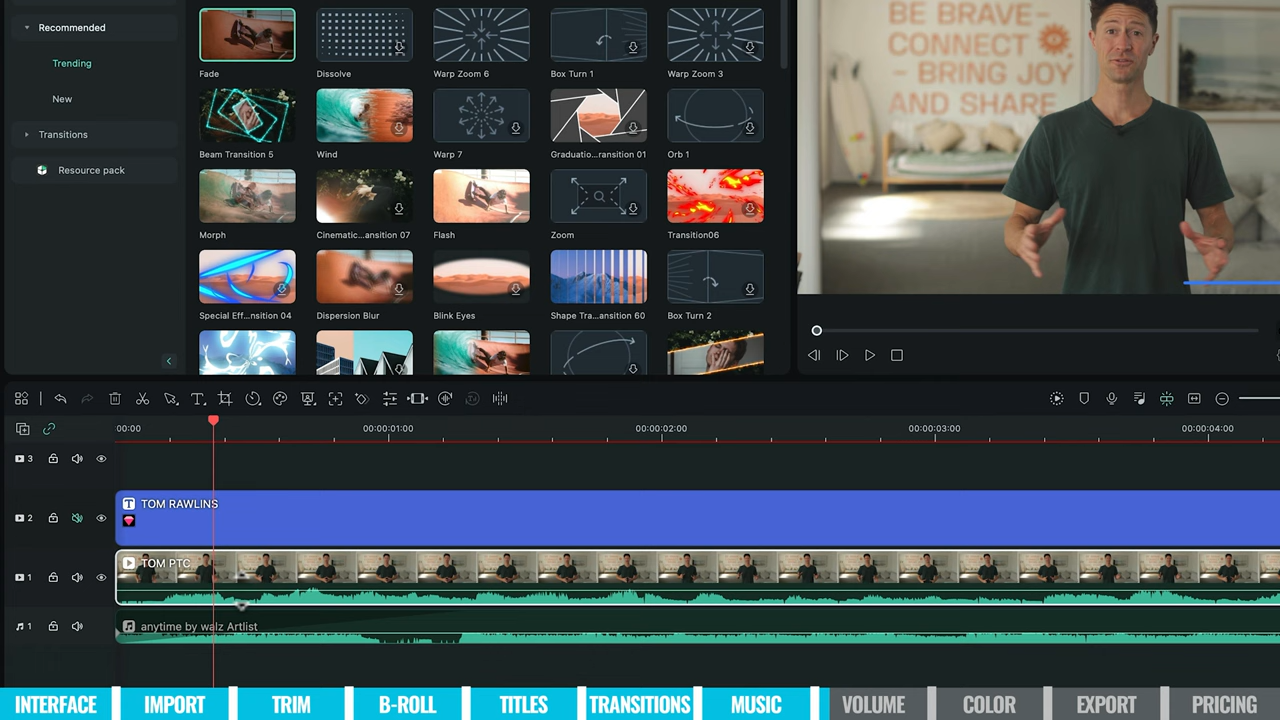 Recommended
Trending
New
Transitions
Resource pack
Fade
Dissolve
Warp Zoom 6
Box Turn 1
Warp Zoom 3
Beam Transition 5
Wind
Warp 7
Graduatio...ransition 01
Orb 1
Morph
Cinematic...ansition 07
Flash
Zoom
Transition06
Special Eff...nsition 04
Dispersion Blur
Blink Eyes
Shape Tra...ansition 60
Box Turn 2
BE BRAVE-
CONNECT
- BRING JOY
AND SHARE
:00:00
00:00:01:00
00:00:02:00
00:00:03:00
00:00:04:00
3
2
TOM RAWLINS
1
TOM PTC
1
anytime by walz Artlist
INTERFACE
IMPORT
TRIM
B-ROLL
TITLES
TRANSITIONS
MUSIC
VOLUME
COLOR
EXPORT
PRICING